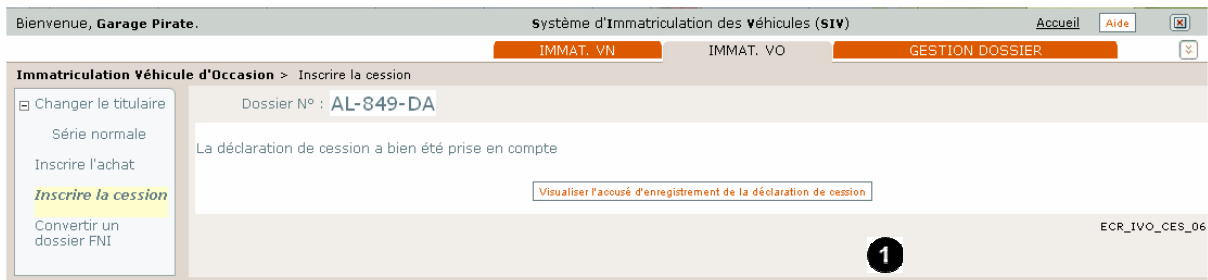 Bienvenue, Garage Pirate.
Système d'Immatriculation des Véhicules (SIV)
Accueil
Aide
IMMAT. VN
IMMAT. VO
GESTION DOSSIER
Immatriculation Véhicule d'Occasion > Inscrire la cession
Changer le titulaire
Série normale
Inscrire l'achat
Inscrire la cession
Convertir un
dossier FNI
Dossier Nº : AL-849-DA
La déclaration de cession a bien été prise en compte
Visualiser l'accusé d'enregistrement de la déclaration de cession
ECR_IVO_CES_06
1